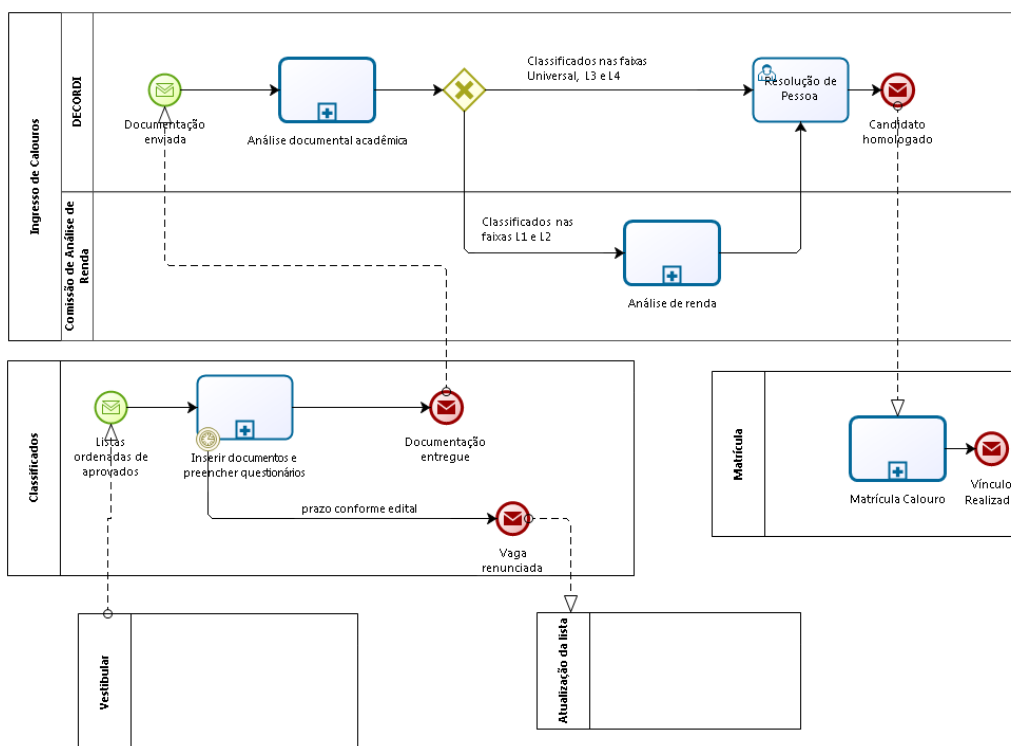 Ingresso de Calouros
DECORDI
Documentação
enviada
Análise documental acadêmica
Classificados nas faixas
Universal, L3 e L4
Resolução de
Pessoa
Candidato
homologado
Comissão de Análise de
Renda
Classificados nas
faixas L1 e L2
Análise de renda
Classificados
Listas
ordenadas de
aprovados
Inserir documentos e
preencher questionários
Documentação
entregue
prazo conforme edital
Vaga
renunciada
Matrícula
Matrícula Calouro
Vínculo
Realizad
Vestibular
Atualização da lista